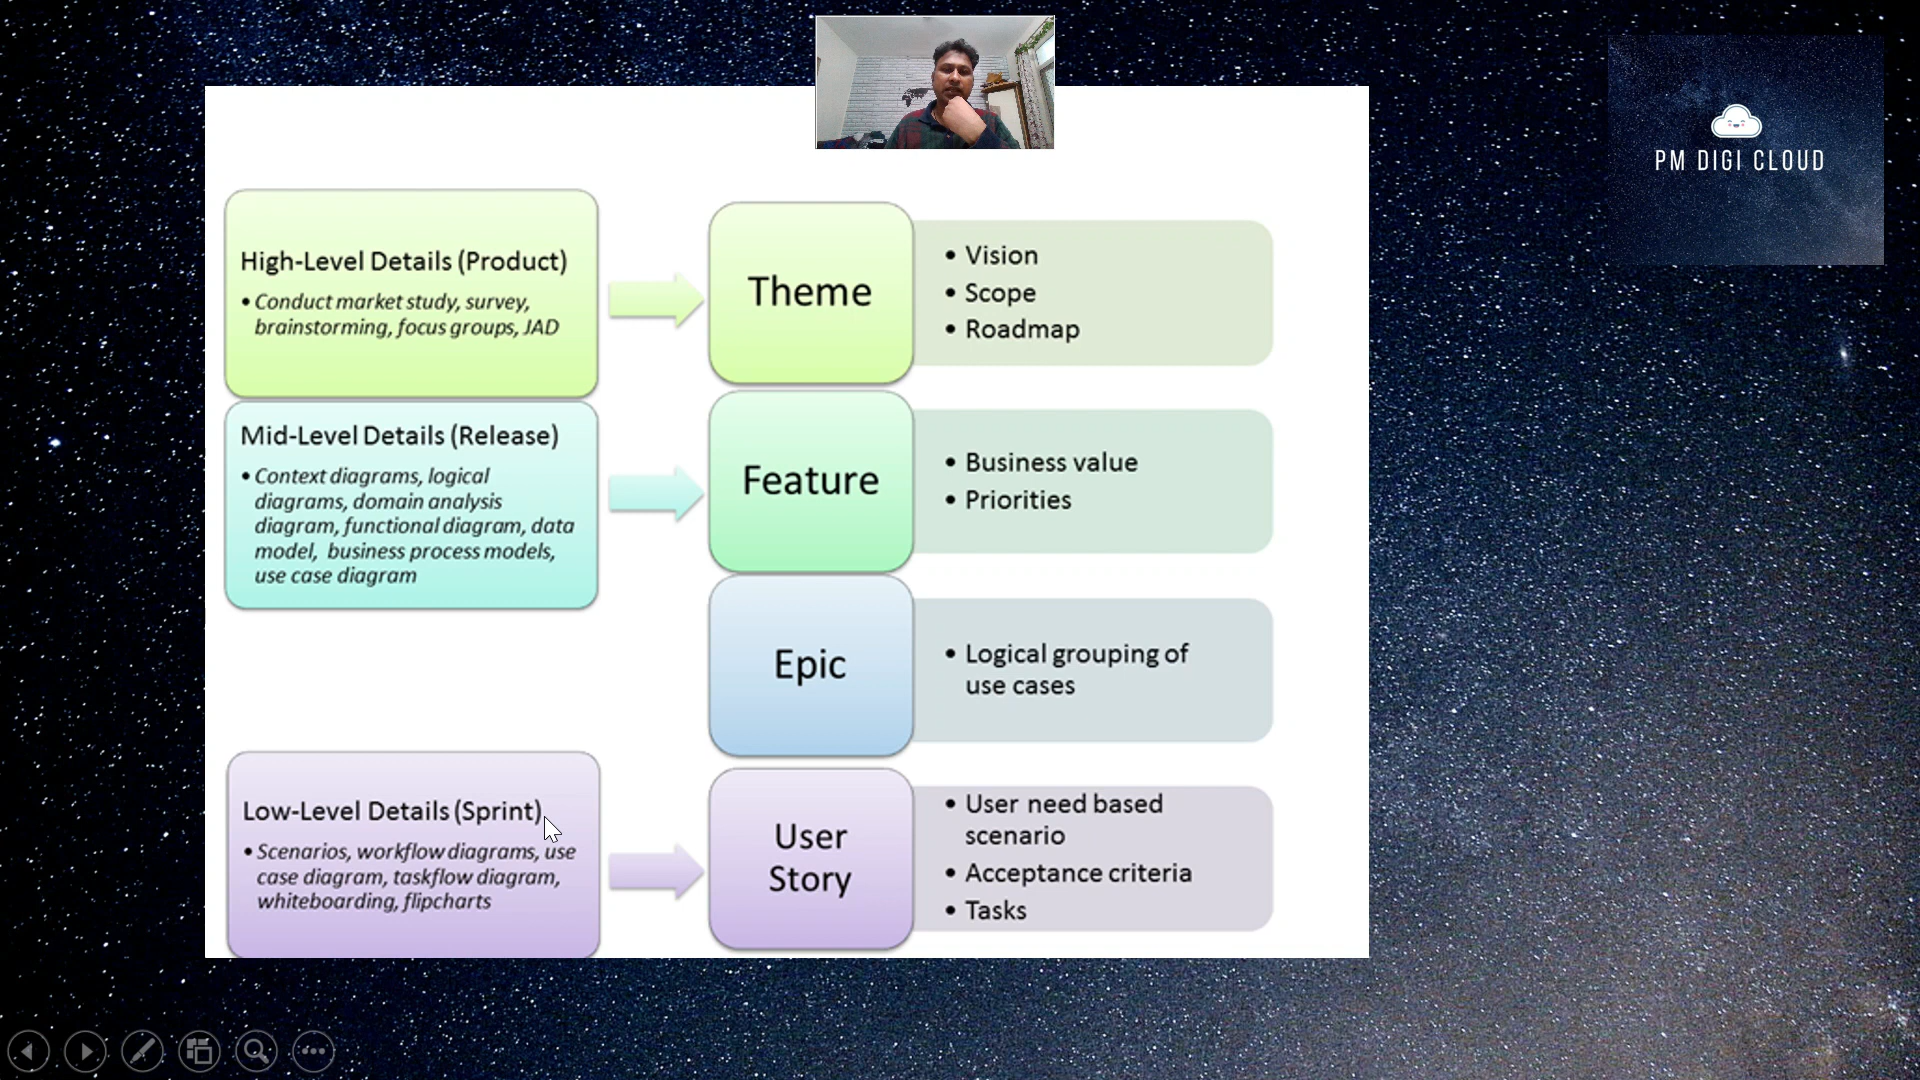 PM DIGI CLOUD
High-Level Details (Product)
• Conduct market study, survey,
brainstorming, focus groups, JAD
Theme
• Vision
• Scope
• Roadmap
Mid-Level Details (Release)
• Context diagrams, logical
diagrams, domain analysis
diagram, functional diagram, data
model, business process models,
use case diagram
Feature
• Business value
• Priorities
Epic
• Logical grouping of
use cases
Low-Level Details (Sprint)
• Scenarios, workflow diagrams, use
case diagram, taskflow diagram,
whiteboarding, flipcharts
User
Story
• User need based
scenario
• Acceptance criteria
• Tasks